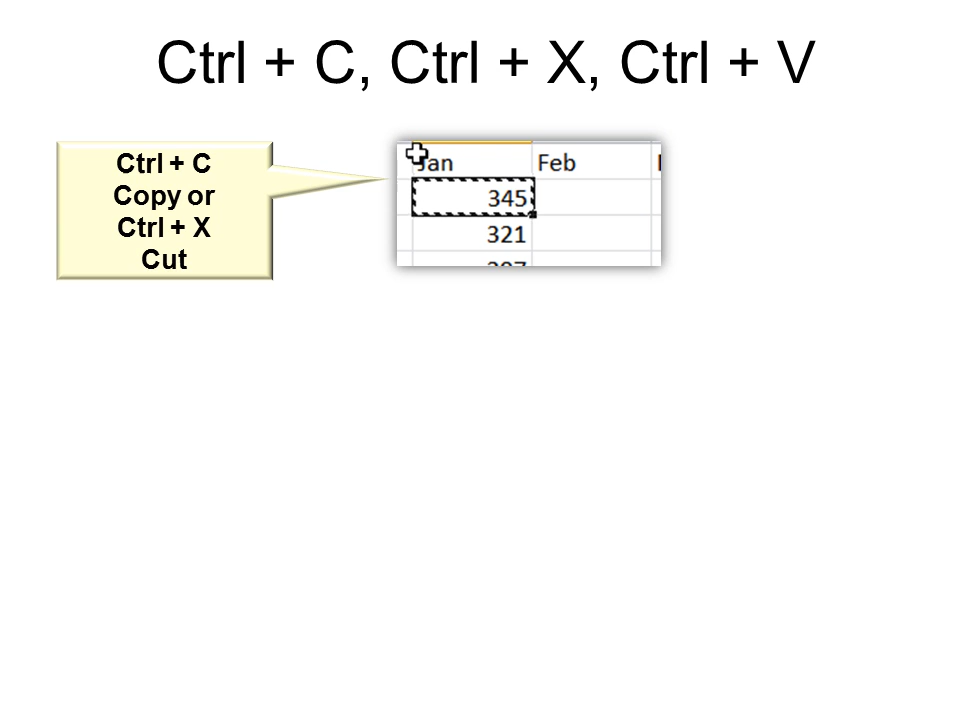 Ctrl + C, Ctrl + X, Ctrl + V
Ctrl + C
Copy or
Ctrl + X
Cut
Jan Feb
345
321